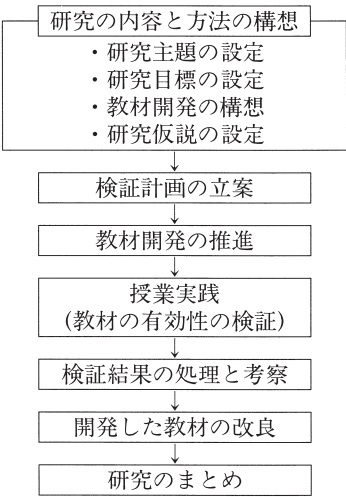 研究の内容と方法の構想
・研究主題の設定
・研究目標の設定
・教材開発の構想
・研究仮説の設定
検証計画の立案
教材開発の推進
授業実践
(教材の有効性の検証)
検証結果の処理と考察
開発した教材の改良
研究のまとめ